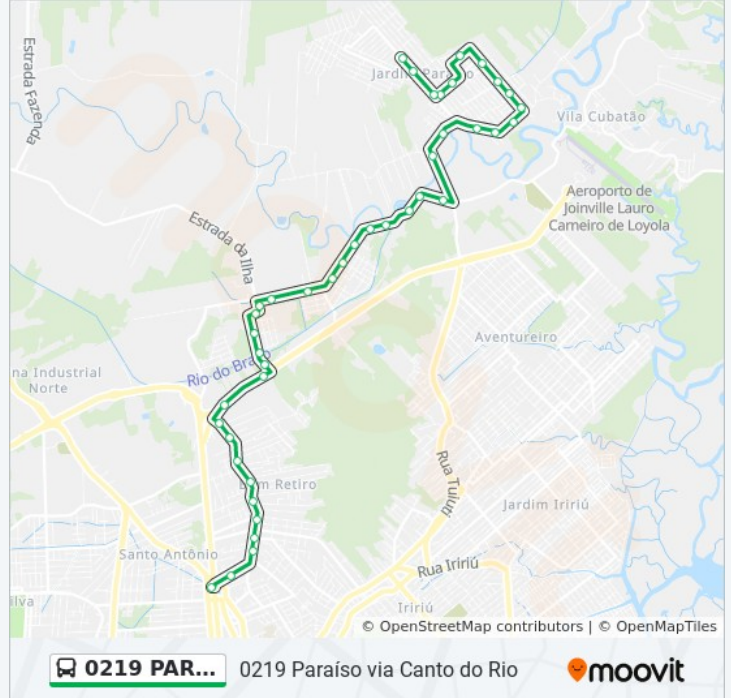 Estrada Fazenda
Jardim Paraíso
Vila Cubatão
Aeroporto de
Joinville Lauro
Carneiro de Loyola
Estrada da Ilha
Aventureiro
Rio do Braço
na Industrial
Norte
Rua Tuiuti
Bom Retiro
Jardim Iririú
Santo Antônio
Rua Iririú
ilva
Iririú
© OpenStreetMap contributors | © OpenMapTiles
0219 PAR...
0219 Paraíso via Canto do Rio
moovit